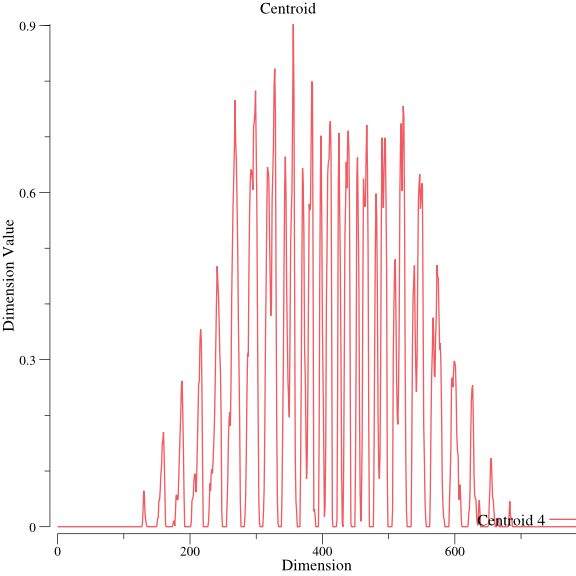 Centroid
0.9
0.6
0.3
0
Dimension Value
Centroid 4
0 200 400 600
Dimension